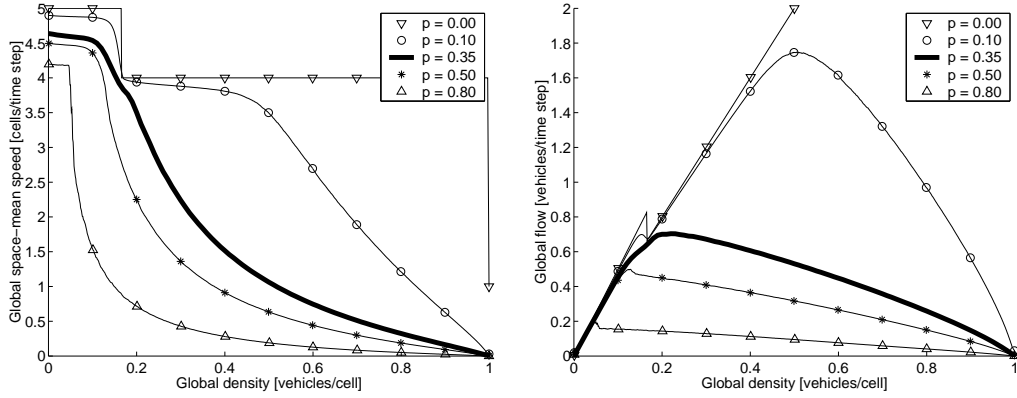 Global space−mean speed [cells/time step]
5
4.5
4
3.5
3
2.5
2
1.5
1
0.5
0
0
0.2
0.4
0.6
0.8
1
Global density [vehicles/cell]
p = 0.00
p = 0.10
p = 0.35
p = 0.50
p = 0.80
Global flow [vehicles/time step]
2
1.8
1.6
1.4
1.2
1
0.8
0.6
0.4
0.2
0
0
0.2
0.4
0.6
0.8
1
Global density [vehicles/cell]
p = 0.00
p = 0.10
p = 0.35
p = 0.50
p = 0.80